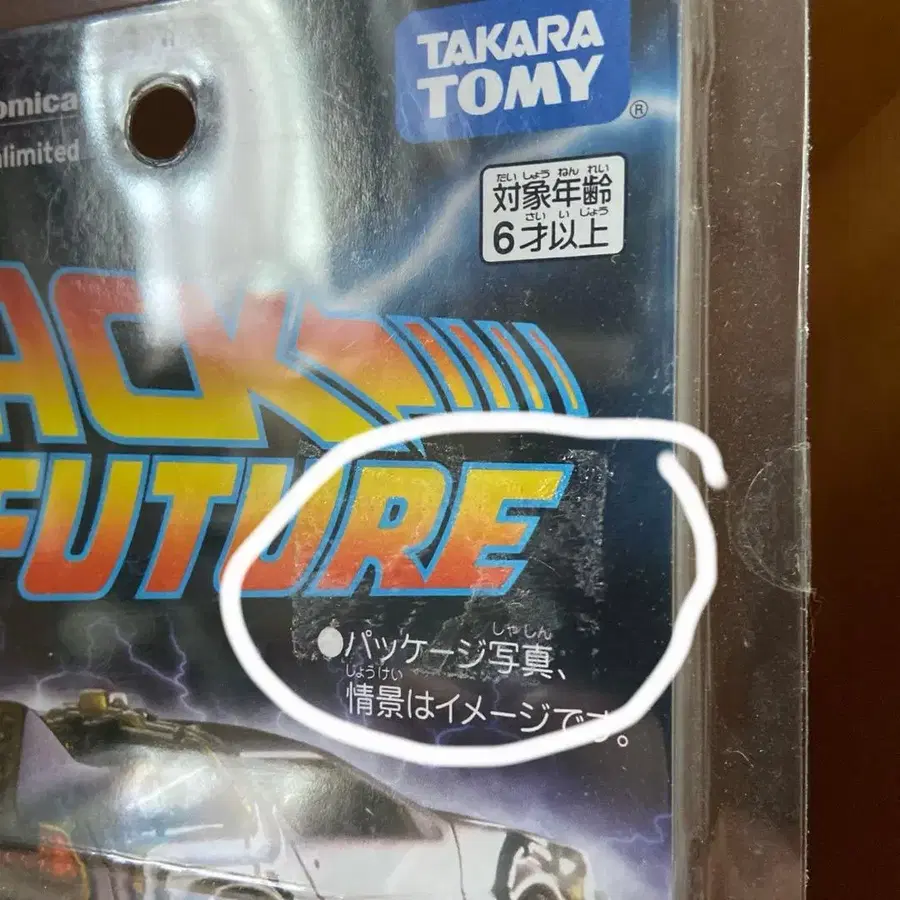 TAKARA
TOMY
®
omica
nlimited
たいしょうねんれい
対象年齢
さいいじょう
6才以上
ACK
FUTURE
しゃしん
●パッケージ写真、
じょうけい
情景はイメージです。